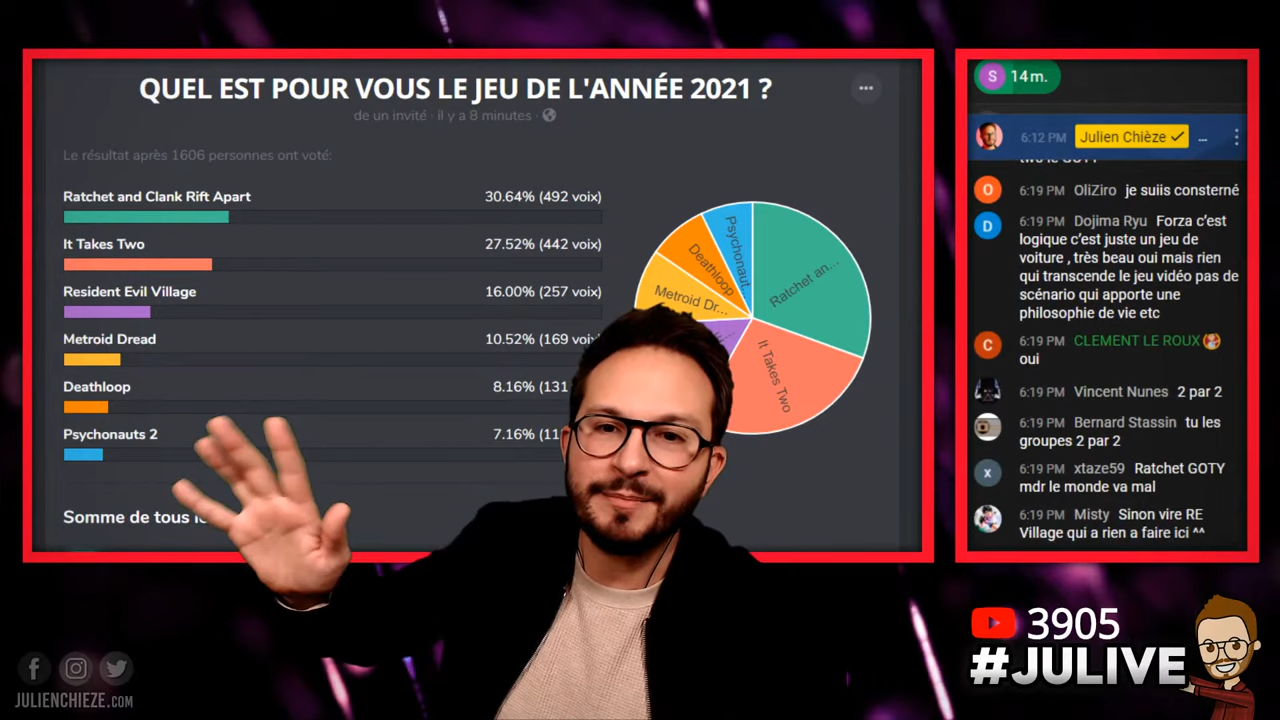 QUEL EST POUR VOUS LE JEU DE L'ANNÉE 2021 ?
de un invité · il y a 8 minutes ·
Le résultat après 1606 personnes ont voté:
Ratchet and Clank Rift Apart 30.64% (492 voix)
It Takes Two 27.52% (442 voix)
Resident Evil Village 16.00% (257 voix)
Metroid Dread 10.52% (169 voix)
Deathloop 8.16% (131
Psychonauts 2 7.16% (11
Somme de tous
Psychonaut...
Deathloop
Metroid Dr...
Ratchet an...
It Takes Two
S 14 m.
6:12 PM Julien Chièze ...
6:19 PM OliZiro je suiis consterné
6:19 PM Dojima Ryu Forza c'est
logique c'est juste un jeu de
voiture , très beau oui mais rien
qui transcende le jeu vidéo pas de
scénario qui apporte une
philosophie de vie etc
6:19 PM CLEMENT LE ROUX
oui
6:19 PM Vincent Nunes 2 par 2
6:19 PM Bernard Stassin tu les
groupes 2 par 2
6:19 PM xtaze59 Ratchet GOTY
mdr le monde va mal
6:19 PM Misty Sinon vire RE
Village qui a rien a faire ici ^^
3905
#JULIVE
JULIENCHIEZE.COM